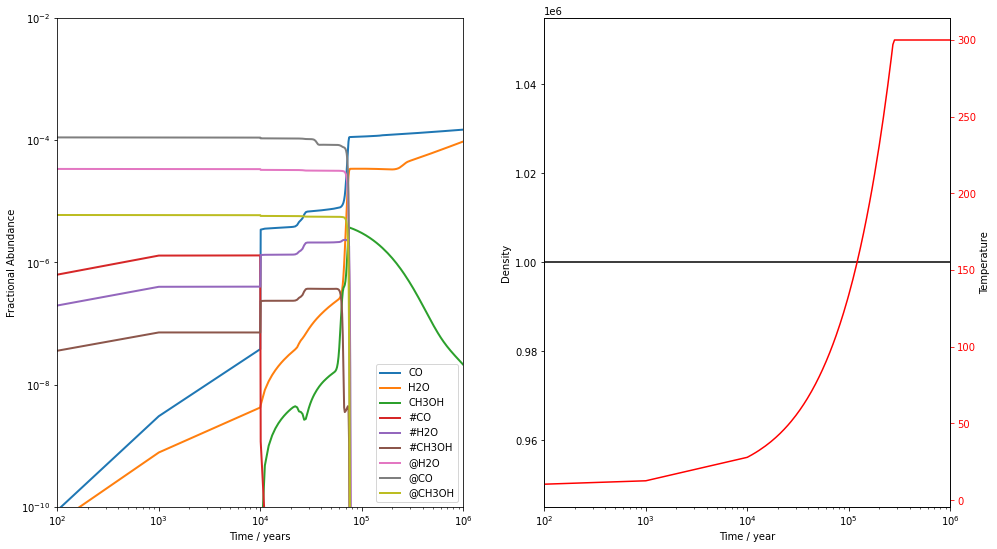 10^-2
10^-4
10^-6
10^-8
10^-10
Fractional Abundance
10^2
10^3
10^4
10^5
10^6
Time / years
CO
H2O
CH3OH
#CO
#H2O
#CH3OH
@H2O
@CO
@CH3OH
1e6
1.04
1.02
1.00
0.98
0.96
Density
10^2
10^3
10^4
10^5
10^6
Time / year
300
250
200
150
100
50
0
Temperature